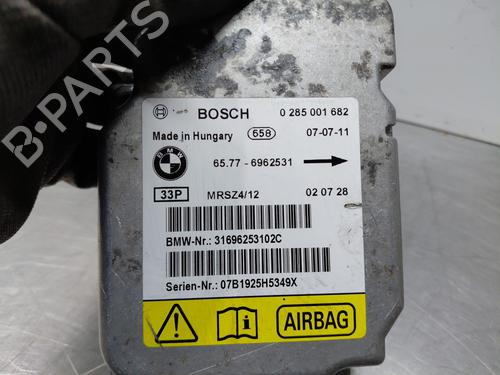 BOSCH 0 285 001 682
Made in Hungary 658 07-07-11
BMW 65.77 - 6962531
33P MRSZ4/12 02 07 28
BMW-Nr.: 31696253102C
Serien-Nr.: 07B1925H5349X
AIRBAG
B-PARTS